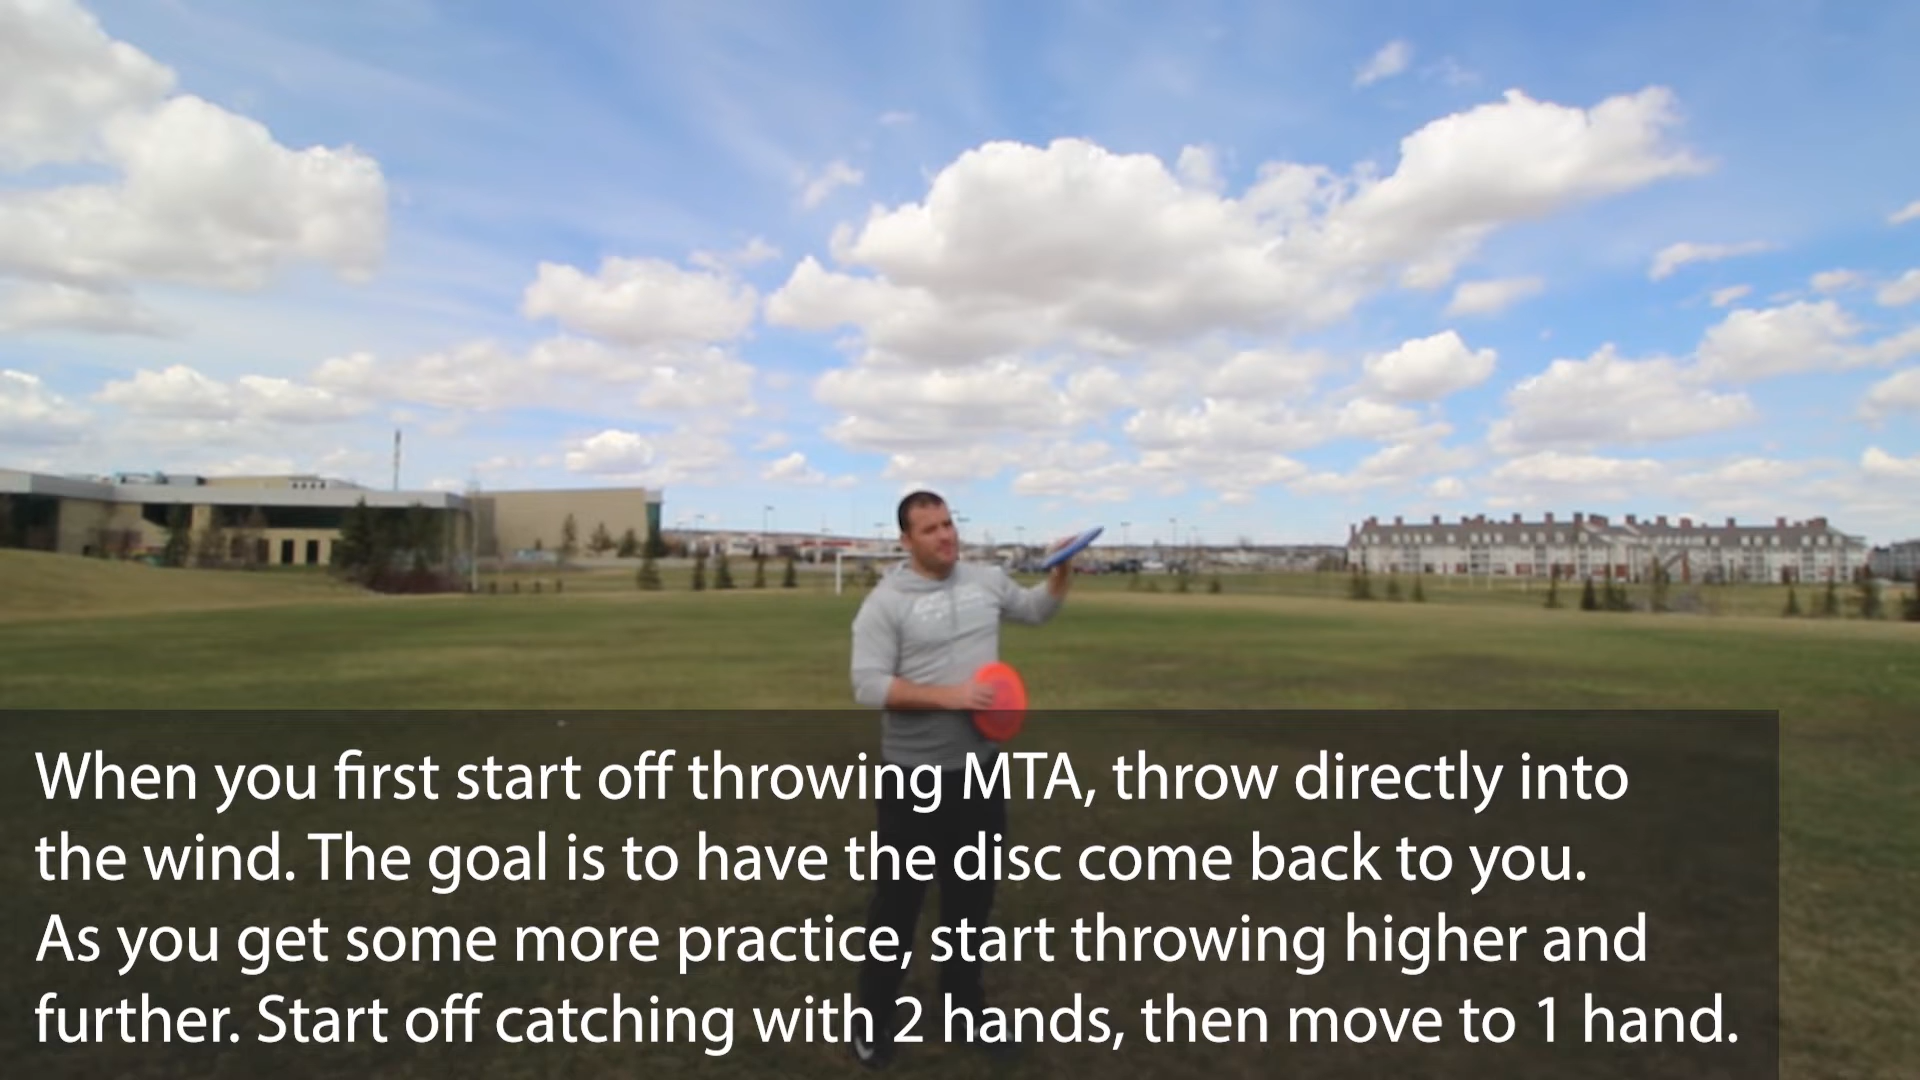 When you first start off throwing MTA, throw directly into
the wind. The goal is to have the disc come back to you.
As you get some more practice, start throwing higher and
further. Start off catching with 2 hands, then move to 1 hand.